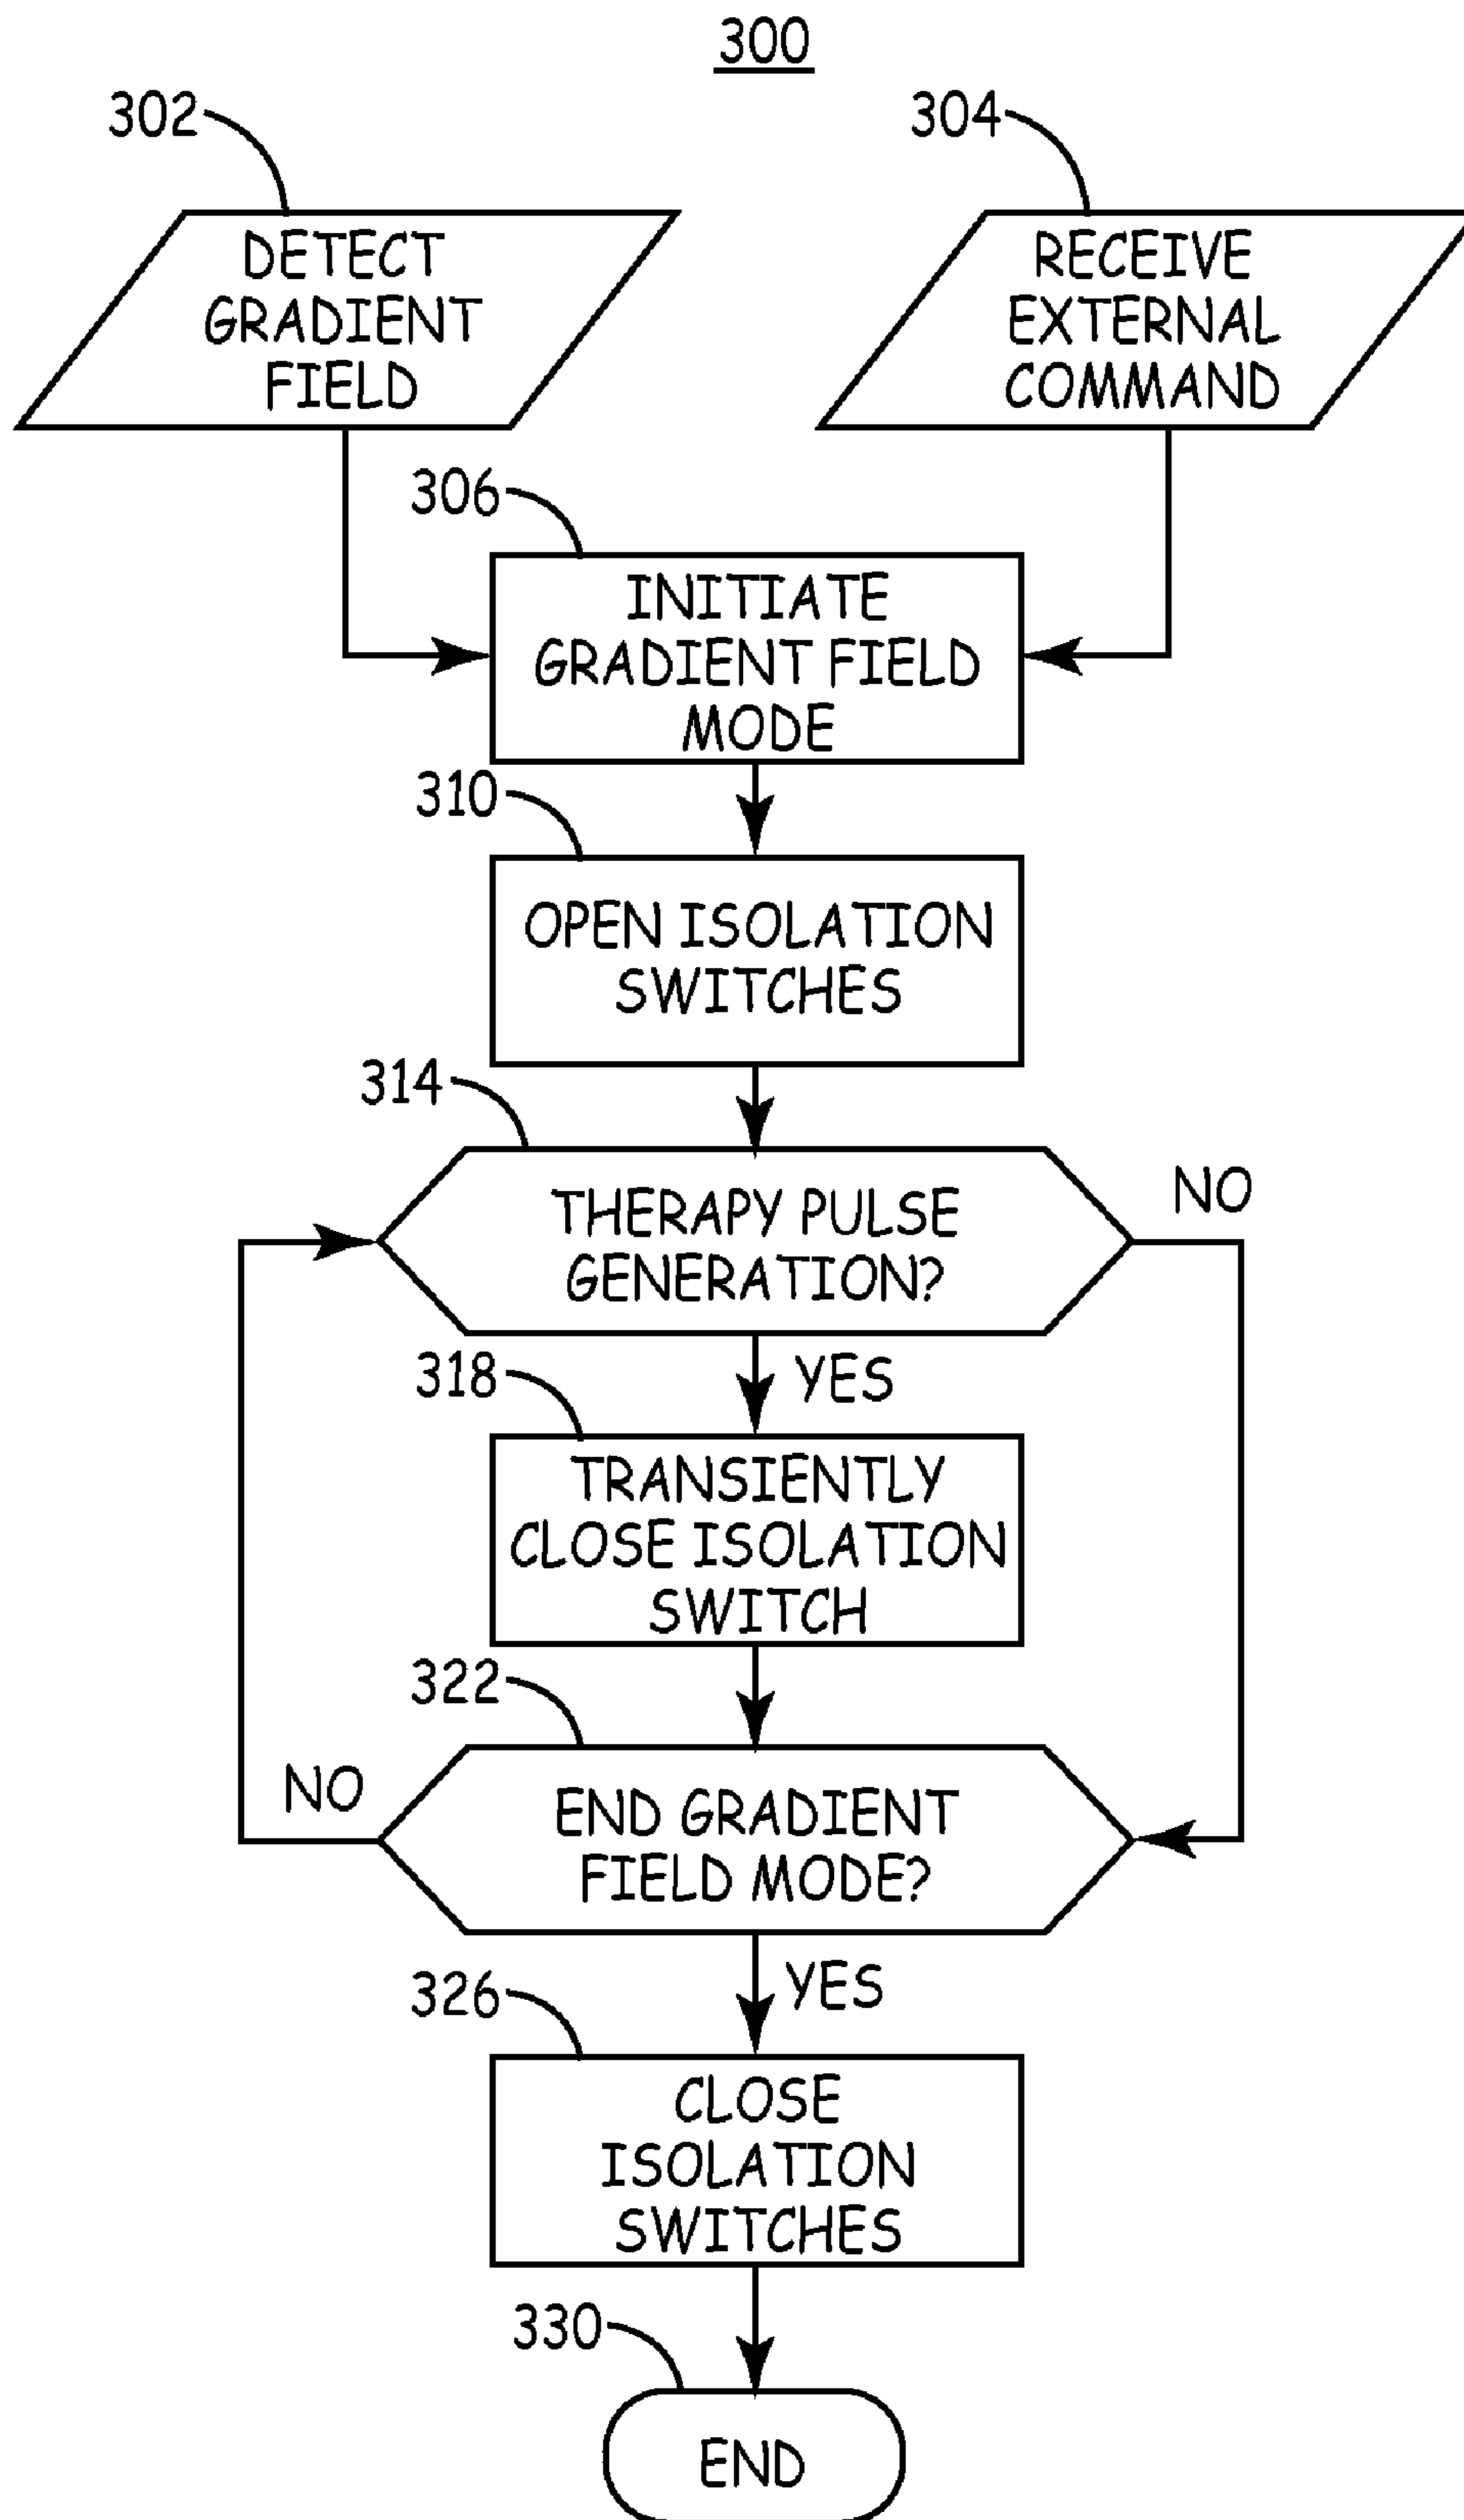 300
302
304
DETECT
GRADIENT
FIELD
RECEIVE
EXTERNAL
COMMAND
306
INITIATE
GRADIENT FIELD
MODE
310
OPEN ISOLATION
SWITCHES
314
THERAPY PULSE
GENERATION?
NO
318
YES
TRANSIENTLY
CLOSE ISOLATION
SWITCH
322
NO
END GRADIENT
FIELD MODE?
326
YES
CLOSE
ISOLATION
SWITCHES
330
END